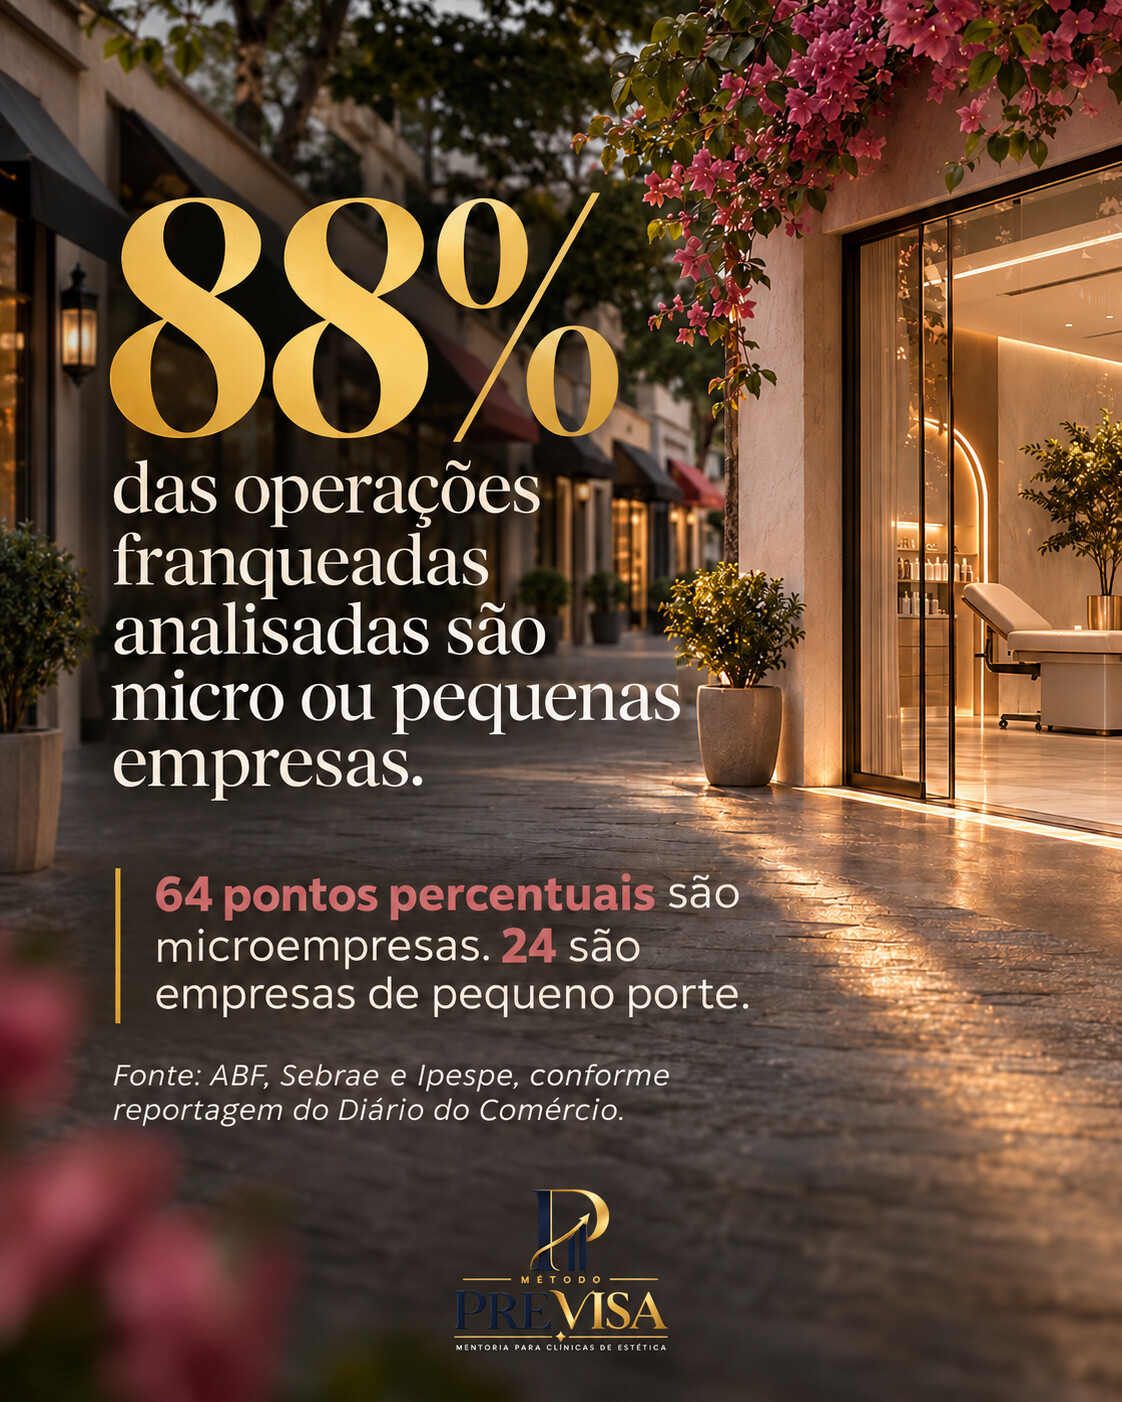 88%
das operações
franqueadas
analisadas são
micro ou pequenas
empresas.
64 pontos percentuais são
microempresas. 24 são
empresas de pequeno porte.
Fonte: ABF, Sebrae e Ipespe, conforme
reportagem do Diário do Comércio.
MÉTODO
PREVISA
MENTORIA PARA CLÍNICAS DE ESTÉTICA